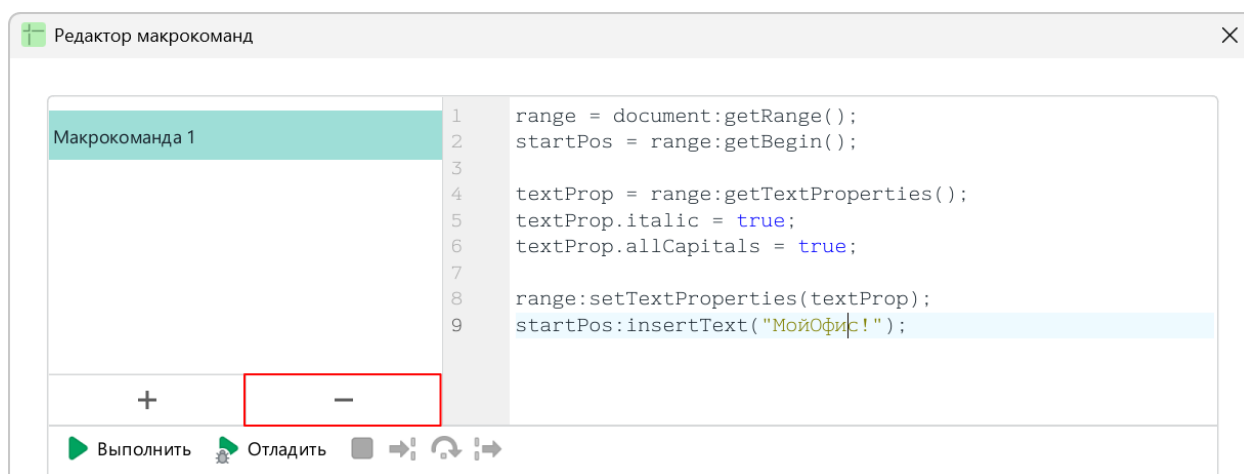 Редактор макрокоманд
Макрокоманда 1
1 range = document:getRange();
2 startPos = range:getBegin();
3
4 textProp = range:getTextProperties();
5 textProp.italic = true;
6 textProp.allCapitals = true;
7
8 range:setTextProperties(textProp);
9 startPos:insertText("МойОфис!");
Выполнить Отладить